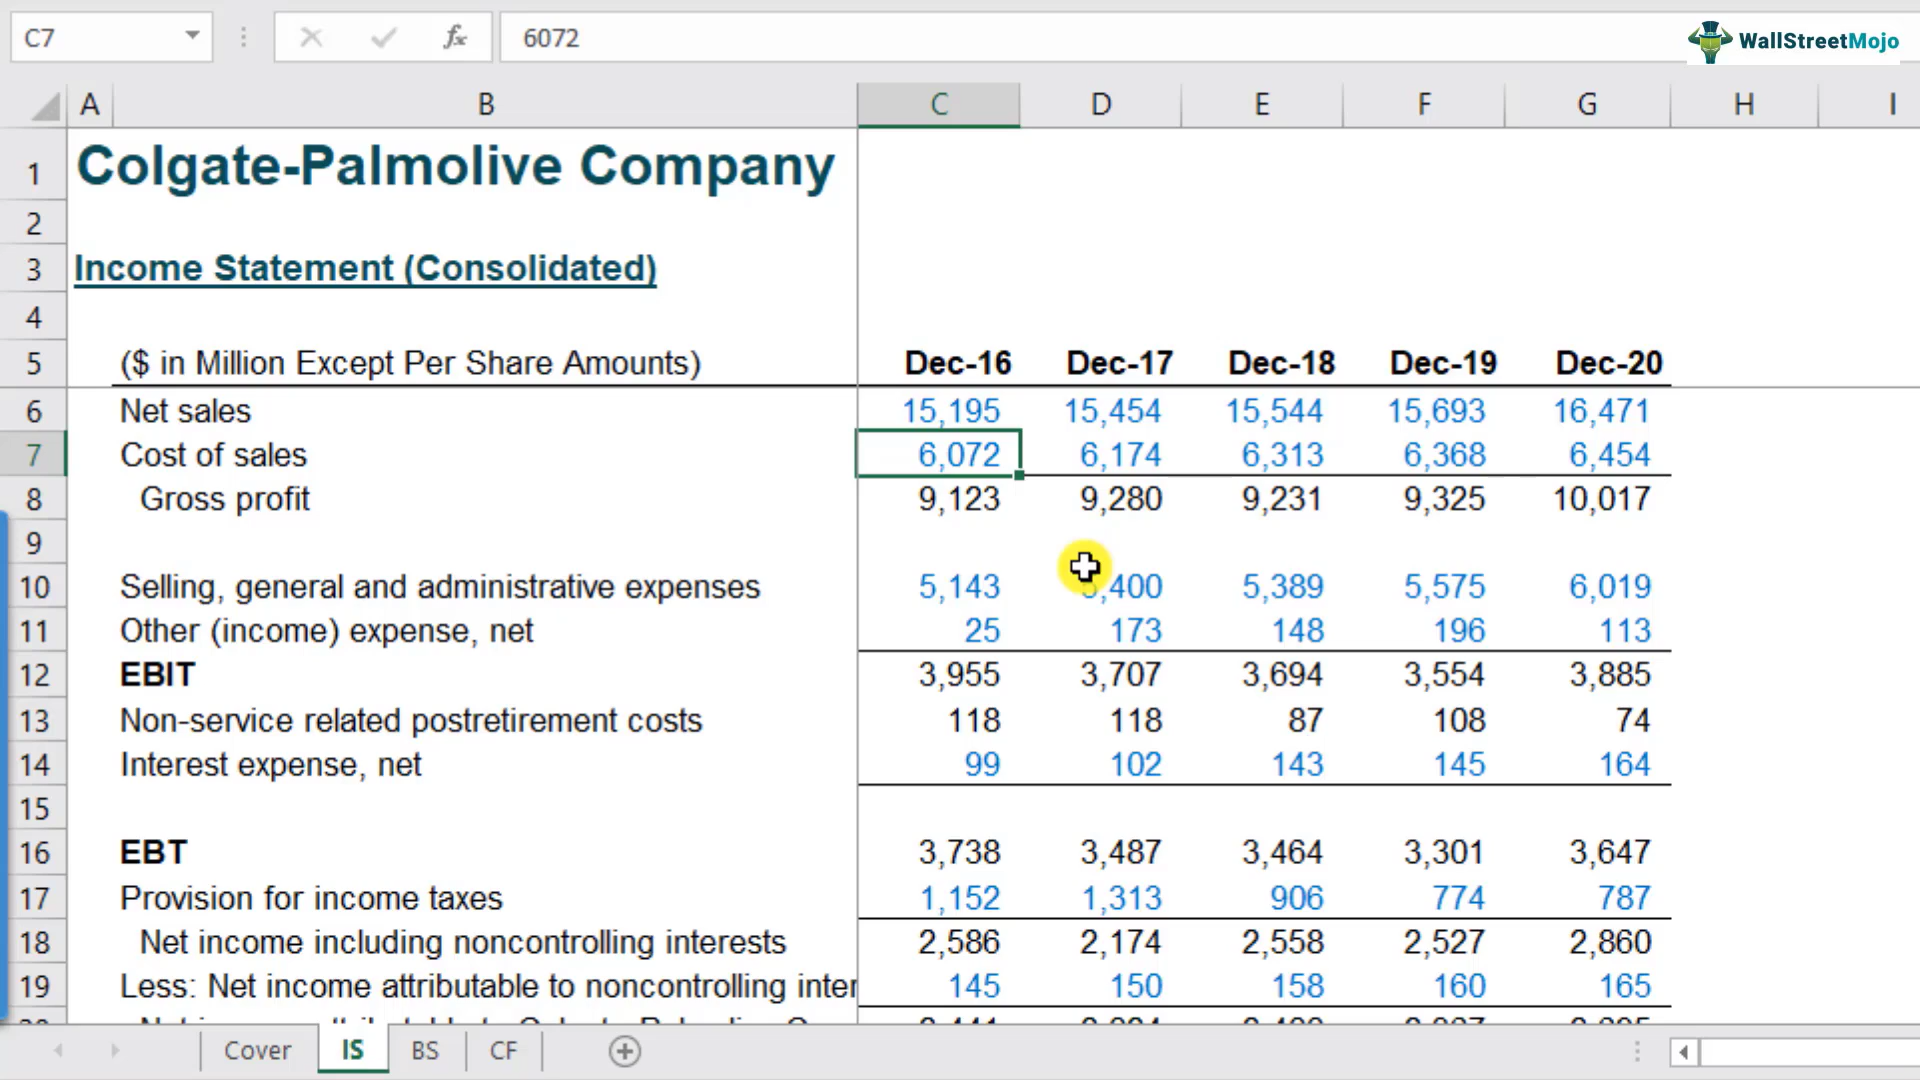 C7 fx 6072 WallStreetMojo
A B C D E F G H I
1 Colgate-Palmolive Company
2
3 Income Statement (Consolidated)
4
5 ($ in Million Except Per Share Amounts) Dec-16 Dec-17 Dec-18 Dec-19 Dec-20
6 Net sales 15,195 15,454 15,544 15,693 16,471
7 Cost of sales 6,072 6,174 6,313 6,368 6,454
8 Gross profit 9,123 9,280 9,231 9,325 10,017
9
10 Selling, general and administrative expenses 5,143 ,400 5,389 5,575 6,019
11 Other (income) expense, net 25 173 148 196 113
12 EBIT 3,955 3,707 3,694 3,554 3,885
13 Non-service related postretirement costs 118 118 87 108 74
14 Interest expense, net 99 102 143 145 164
15
16 EBT 3,738 3,487 3,464 3,301 3,647
17 Provision for income taxes 1,152 1,313 906 774 787
18 Net income including noncontrolling interests 2,586 2,174 2,558 2,527 2,860
19 Less: Net income attributable to noncontrolling inter 145 150 158 160 165
Cover IS BS CF